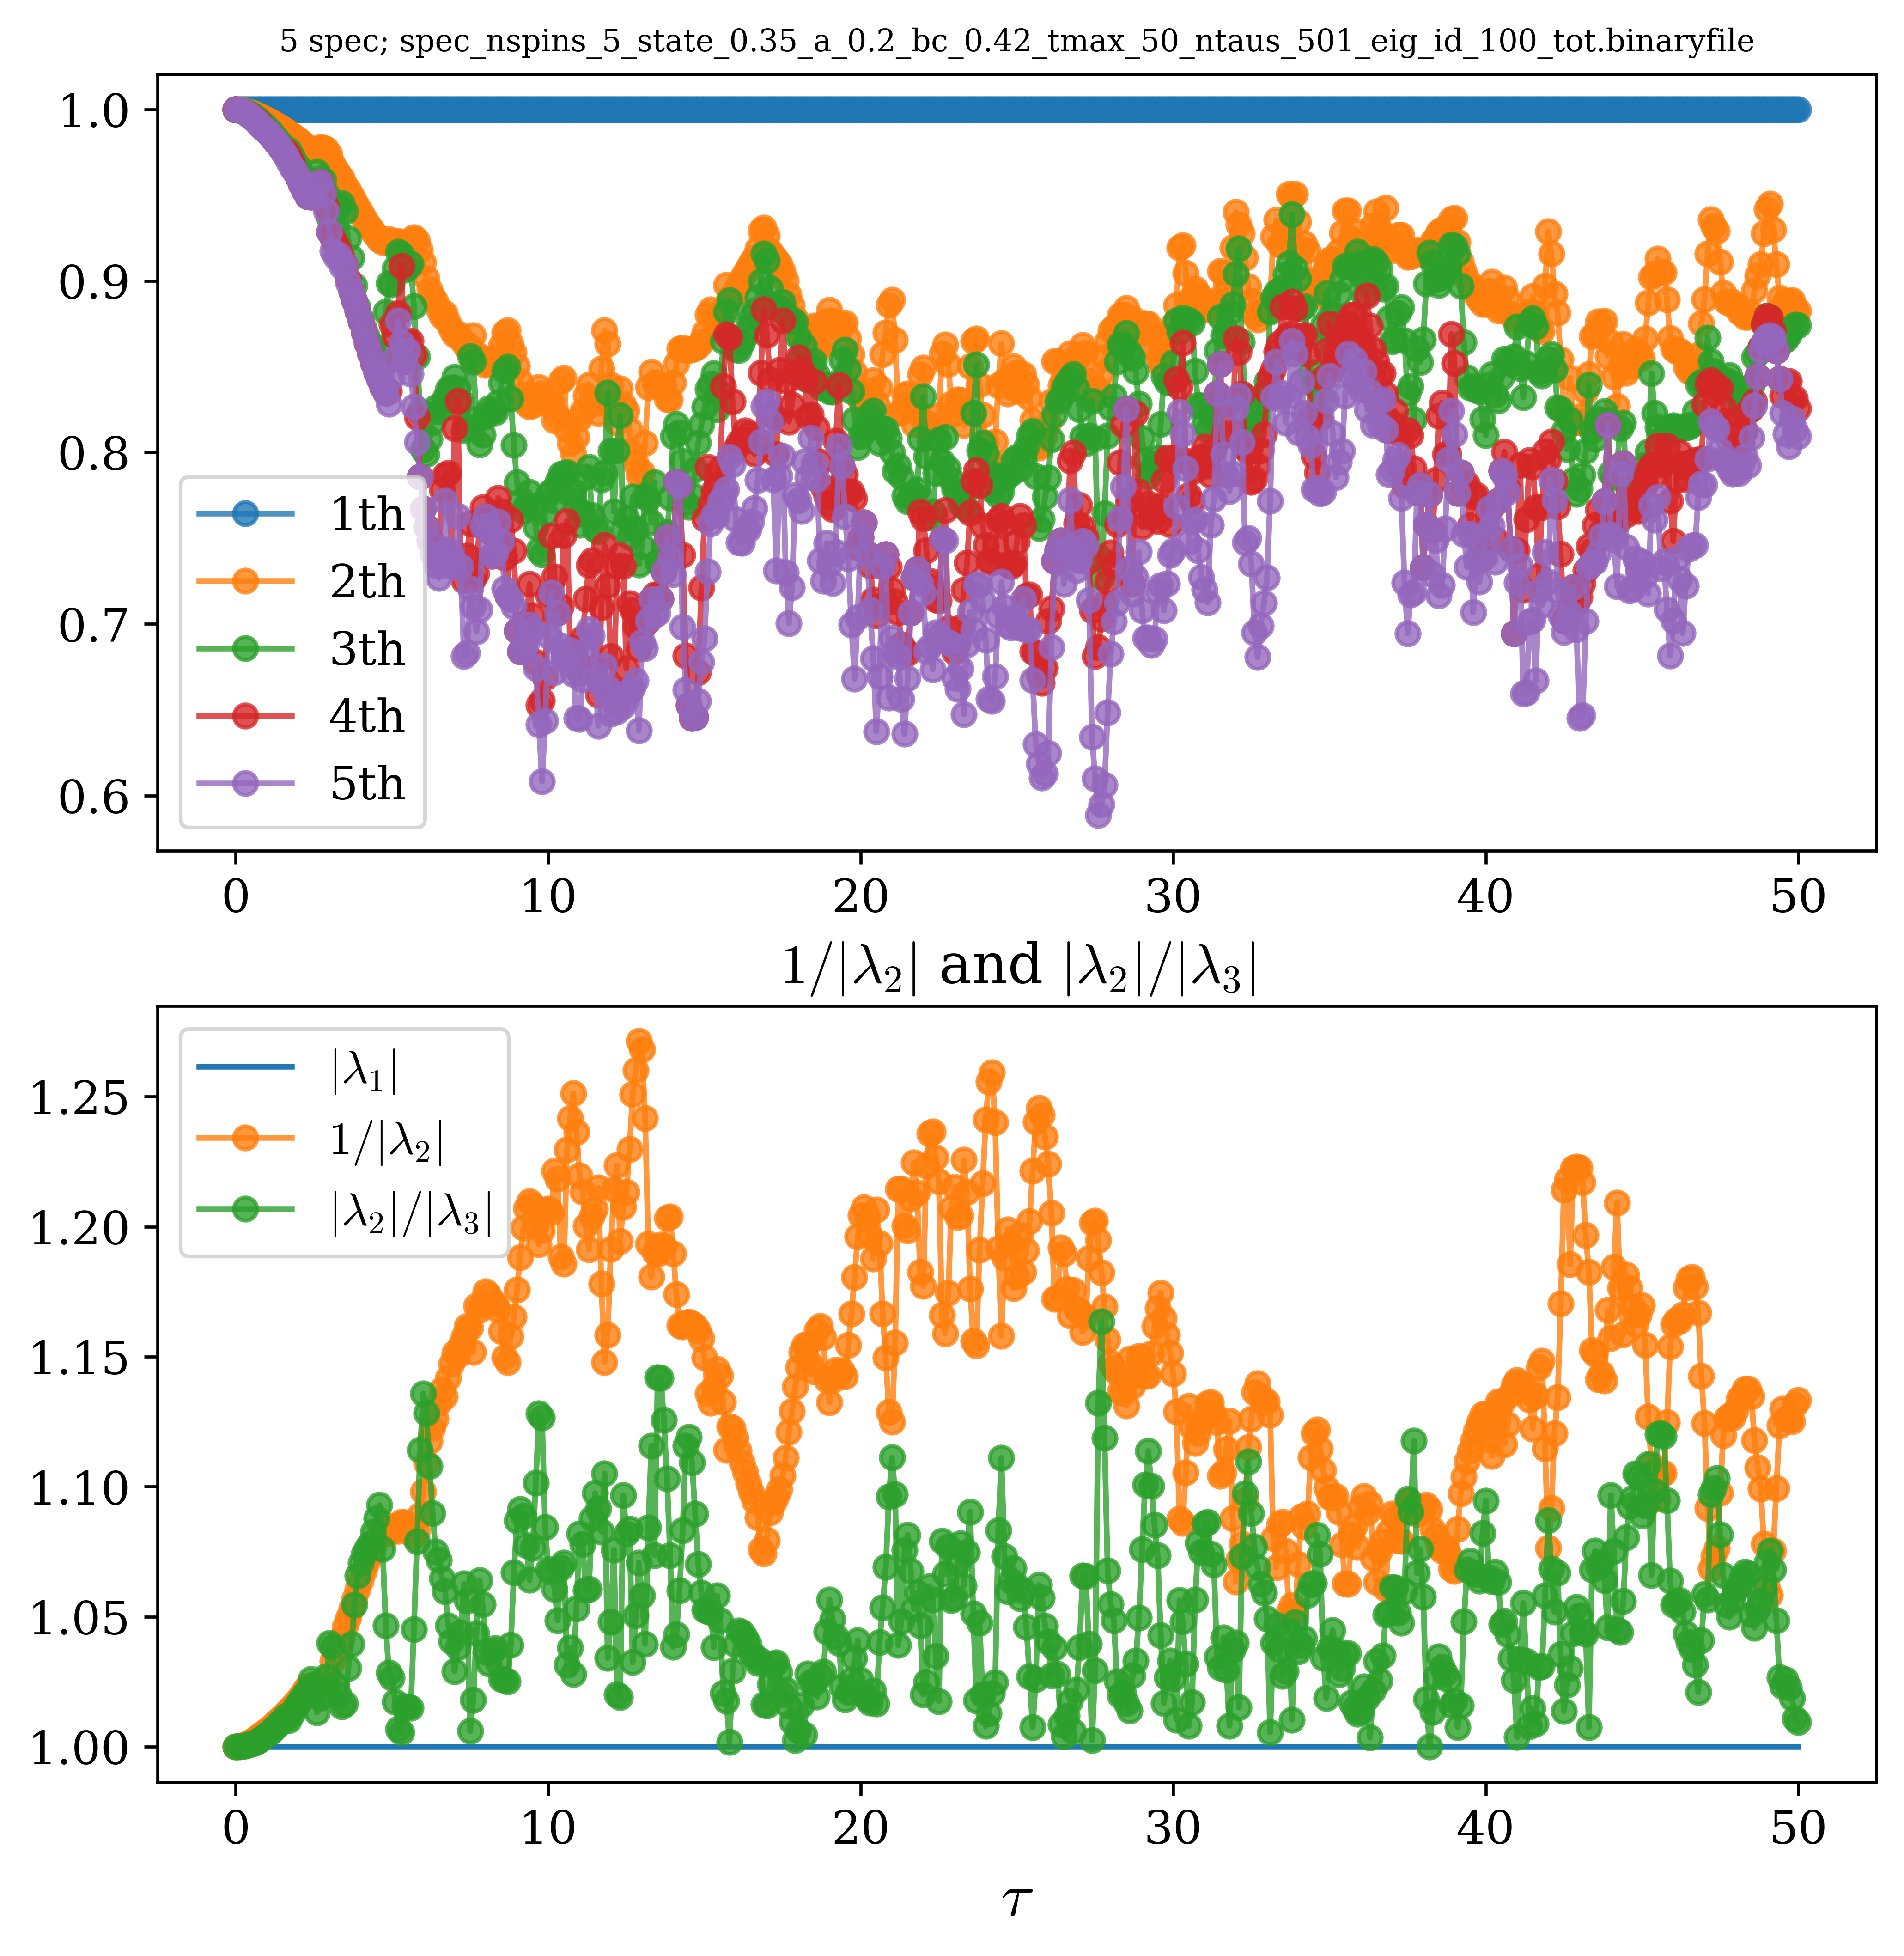 5 spec; spec_nspins_5_state_0.35_a_0.2_bc_0.42_tmax_50_ntaus_501_eig_id_100_tot.binaryfile
1.0
0.9
0.8
0.7
0.6
1th
2th
3th
4th
5th
0 10 20 30 40 50
1/|λ₂| and |λ₂|/|λ₃|
1.25
1.20
1.15
1.10
1.05
1.00
|λ₁|
1/|λ₂|
|λ₂|/|λ₃|
0 10 20 30 40 50
τ